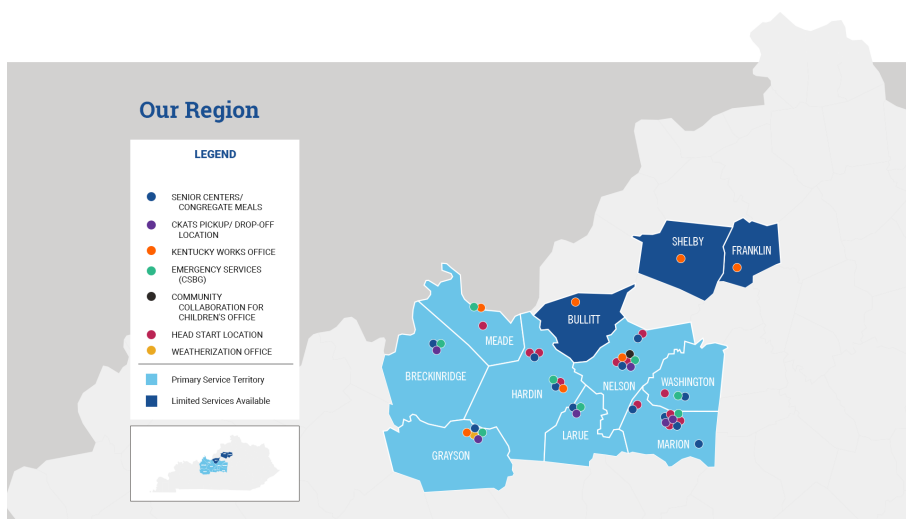 Our Region
LEGEND
SENIOR CENTERS/
CONGREGATE MEALS
CKATS PICKUP/ DROP-OFF
LOCATION
KENTUCKY WORKS OFFICE
EMERGENCY SERVICES
(CSBG)
COMMUNITY
COLLABORATION FOR
CHILDREN'S OFFICE
HEAD START LOCATION
WEATHERIZATION OFFICE
Primary Service Territory
Limited Services Available
SHELBY
FRANKLIN
BULLITT
MEADE
BRECKINRIDGE
HARDIN
NELSON
WASHINGTON
LARUE
MARION
GRAYSON